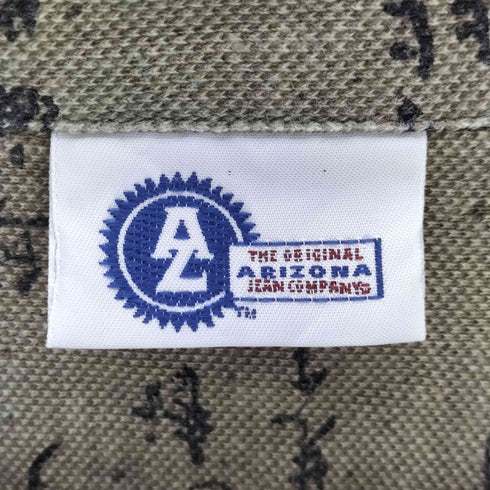 AZ
THE ORIGINAL
ARIZONA
JEAN COMPANY®
TM